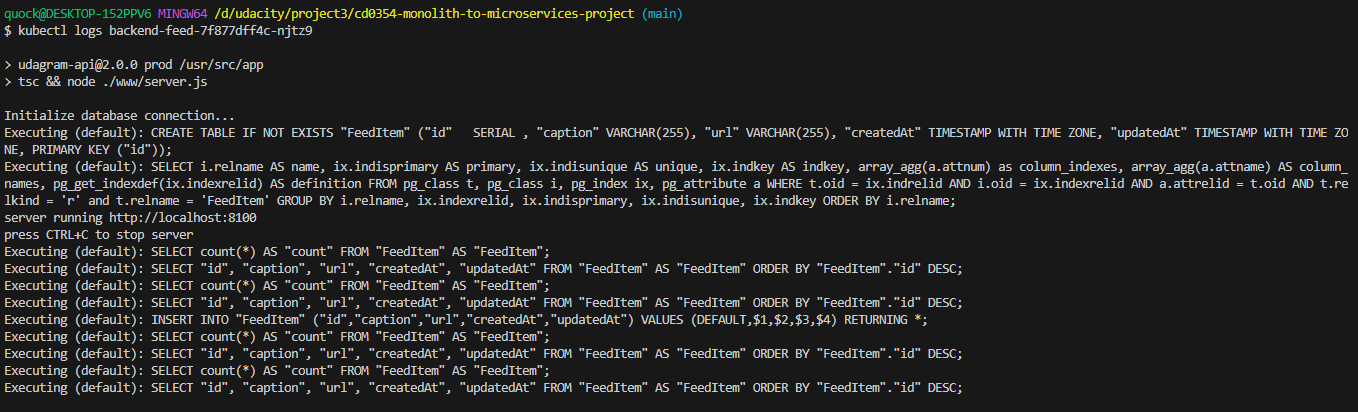 quock@DESKTOP-152PPV6 MINGW64 /d/udacity/project3/cd0354-monolith-to-microservices-project (main)
$ kubectl logs backend-feed-7f877dff4c-njtz9
> udagram-api@2.0.0 prod /usr/src/app
> tsc && node ./www/server.js
Initialize database connection...
Executing (default): CREATE TABLE IF NOT EXISTS "FeedItem" ("id"   SERIAL , "caption" VARCHAR(255), "url" VARCHAR(255), "createdAt" TIMESTAMP WITH TIME ZONE, "updatedAt" TIMESTAMP WITH TIME ZO
NE, PRIMARY KEY ("id"));
Executing (default): SELECT i.relname AS name, ix.indisprimary AS primary, ix.indisunique AS unique, ix.indkey AS indkey, array_agg(a.attnum) as column_indexes, array_agg(a.attname) AS column_
names, pg_get_indexdef(ix.indexrelid) AS definition FROM pg_class t, pg_class i, pg_index ix, pg_attribute a WHERE t.oid = ix.indrelid AND i.oid = ix.indexrelid AND a.attrelid = t.oid AND t.re
lkind = 'r' and t.relname = 'FeedItem' GROUP BY i.relname, ix.indexrelid, ix.indisprimary, ix.indisunique, ix.indkey ORDER BY i.relname;
server running http://localhost:8100
press CTRL+C to stop server
Executing (default): SELECT count(*) AS "count" FROM "FeedItem" AS "FeedItem";
Executing (default): SELECT "id", "caption", "url", "createdAt", "updatedAt" FROM "FeedItem" AS "FeedItem" ORDER BY "FeedItem"."id" DESC;
Executing (default): SELECT count(*) AS "count" FROM "FeedItem" AS "FeedItem";
Executing (default): SELECT "id", "caption", "url", "createdAt", "updatedAt" FROM "FeedItem" AS "FeedItem" ORDER BY "FeedItem"."id" DESC;
Executing (default): INSERT INTO "FeedItem" ("id","caption","url","createdAt","updatedAt") VALUES (DEFAULT,$1,$2,$3,$4) RETURNING *;
Executing (default): SELECT count(*) AS "count" FROM "FeedItem" AS "FeedItem";
Executing (default): SELECT "id", "caption", "url", "createdAt", "updatedAt" FROM "FeedItem" AS "FeedItem" ORDER BY "FeedItem"."id" DESC;
Executing (default): SELECT count(*) AS "count" FROM "FeedItem" AS "FeedItem";
Executing (default): SELECT "id", "caption", "url", "createdAt", "updatedAt" FROM "FeedItem" AS "FeedItem" ORDER BY "FeedItem"."id" DESC;